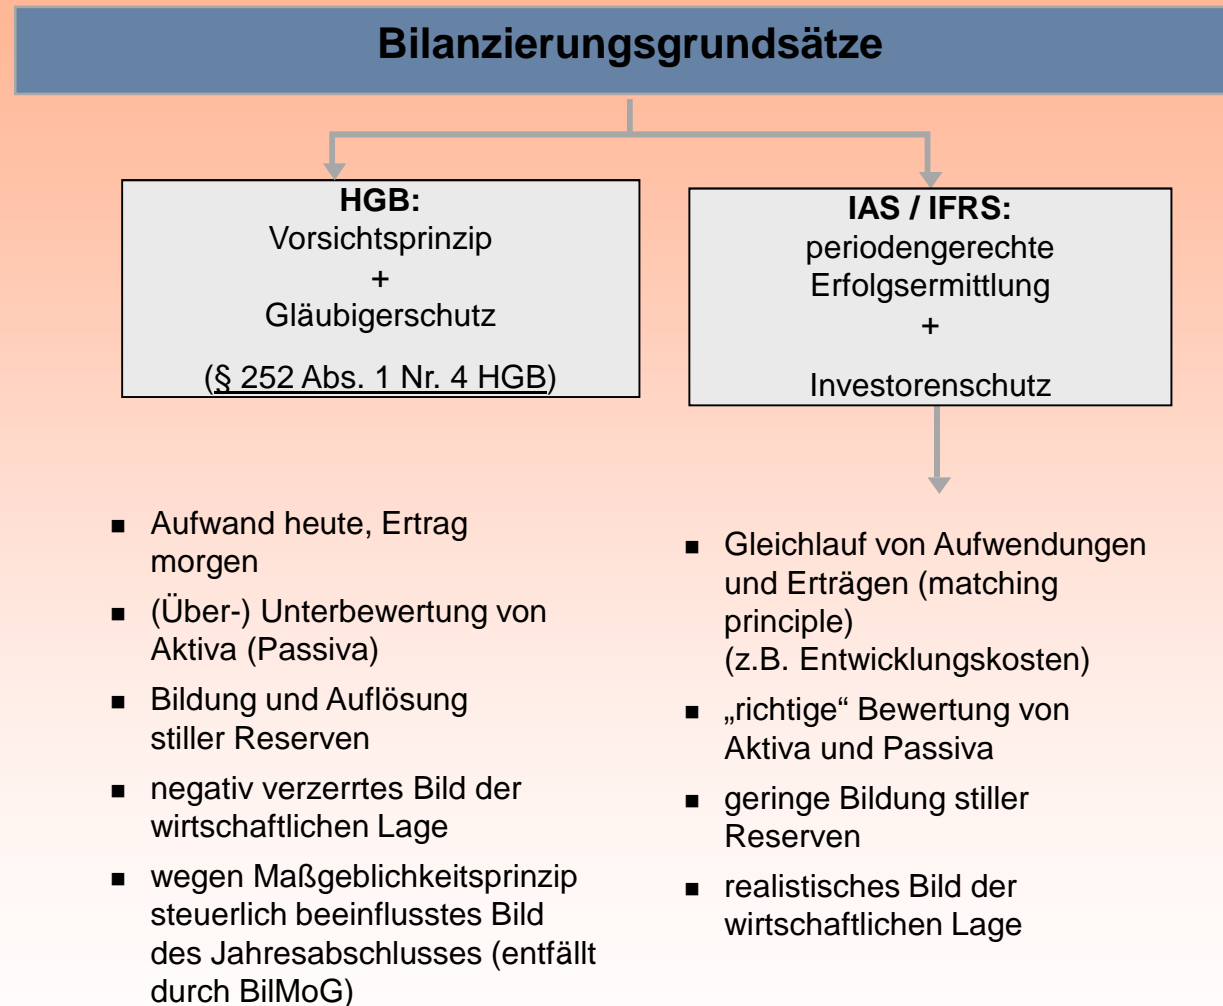 Bilanzierungsgrundsätze
HGB:
Vorsichtsprinzip
+
Gläubigerschutz
(§ 252 Abs. 1 Nr. 4 HGB)
IAS / IFRS:
periodengerechte
Erfolgsermittlung
+
Investorenschutz
■ Aufwand heute, Ertrag
morgen
■ (Über-) Unterbewertung von
Aktiva (Passiva)
■ Bildung und Auflösung
stiller Reserven
■ negativ verzerrtes Bild der
wirtschaftlichen Lage
■ wegen Maßgeblichkeitsprinzip
steuerlich beeinflusstes Bild
des Jahresabschlusses (entfällt
durch BilMoG)
■ Gleichlauf von Aufwendungen
und Erträgen (matching
principle)
(z.B. Entwicklungskosten)
■ „richtige“ Bewertung von
Aktiva und Passiva
■ geringe Bildung stiller
Reserven
■ realistisches Bild der
wirtschaftlichen Lage